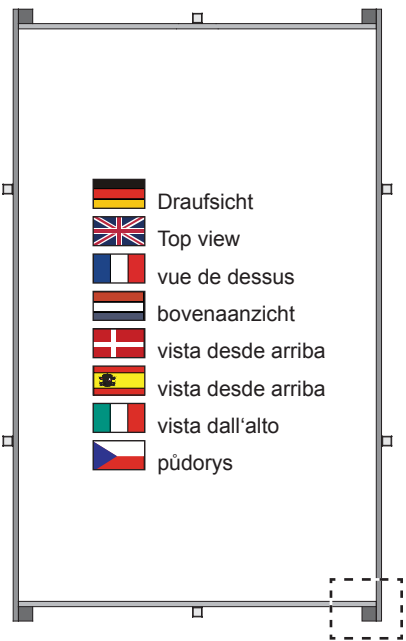 Draufsicht
Top view
vue de dessus
bovenaanzicht
vista desde arriba
vista desde arriba
vista dall‘alto
půdorys